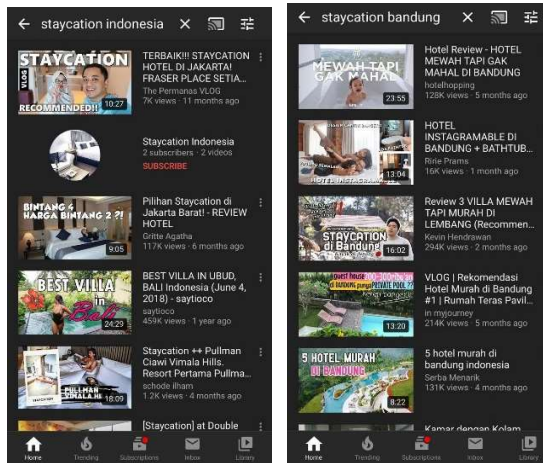 staycation indonesia
STAYCATION
VLOG
RECOMMENDED!!
10:27
TERBAIK!!! STAYCATION
HOTEL DI JAKARTA!
FRASER PLACE SETIA...
The Permanas VLOG
7K views · 11 months ago
Staycation Indonesia
2 subscribers · 2 videos
SUBSCRIBE
BINTANG 4
HARGA BINTANG 2 ?!
9:05
Pilihan Staycation di
Jakarta Barat! - REVIEW
HOTEL
Gritte Agatha
117K views · 6 months ago
BEST VILLA
in
Bali
24:29
BEST VILLA IN UBUD,
BALI Indonesia (June 4,
2018) - saytioco
saytioco
459K views · 1 year ago
PULLMAN
VIMALA HILLS
18:09
Staycation ++ Pullman
Ciawi Vimala Hills.
Resort Pertama Pullma...
schode ilham
1.2K views · 4 months ago
[Staycation] at Double
Home
Trending
Subscriptions
Inbox
Library
staycation bandung
MEWAH TAPI
GAK MAHAL
23:55
Hotel Review - HOTEL
MEWAH TAPI GAK
MAHAL DI BANDUNG
hotelhopping
128K views · 5 months ago
HOTEL INSTAGRAMABLE
13:04
HOTEL
INSTAGRAMABLE DI
BANDUNG + BATHTUB...
Ririe Prams
16K views · 1 month ago
STAYCATION
di Bandung
16:02
Review 3 VILLA MEWAH
TAPI MURAH DI
LEMBANG (Recommen...
Kevin Hendrawan
294K views · 2 months ago
guest house
di BANDUNG punya PRIVATE POOL ??
13:20
VLOG | Rekomendasi
Hotel Murah di Bandung
#1 | Rumah Teras Pavil...
in myjourney
214K views · 5 months ago
5 HOTEL MURAH
DI BANDUNG
8:22
5 hotel murah di
bandung indonesia
Serba Menarik
131K views · 4 months ago
Kamar dengan Kolam
Home
Trending
Subscriptions
Inbox
Library